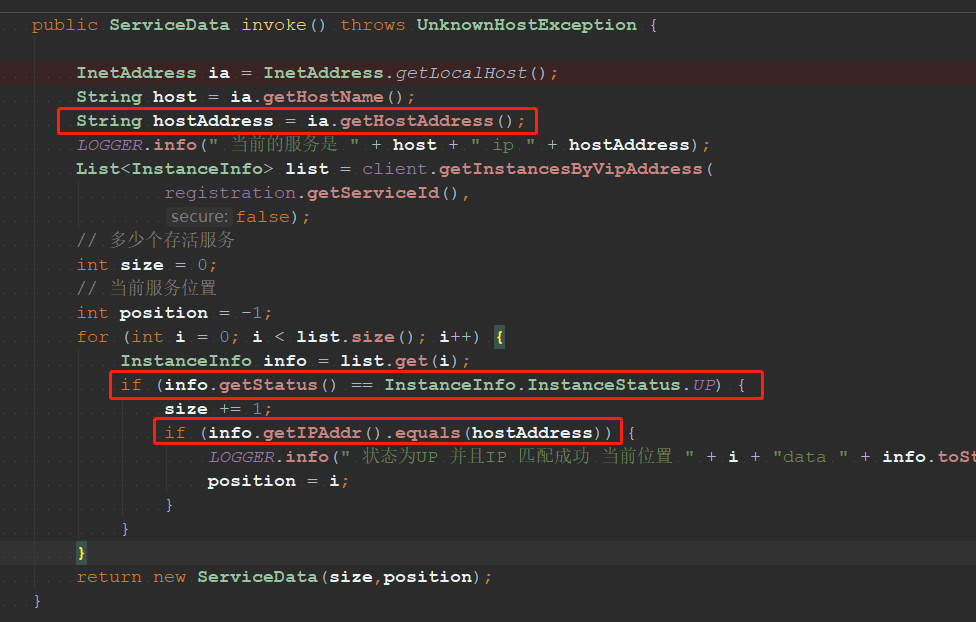 public ServiceData invoke() throws UnknownHostException {
InetAddress ia = InetAddress.getLocalHost();
String host = ia.getHostName();
String hostAddress = ia.getHostAddress();
LOGGER.info(" 当前的服务是 " + host + " ip " + hostAddress);
List<InstanceInfo> list = client.getInstancesByVipAddress(
registration.getServiceId(),
secure: false);
// 多少个存活服务
int size = 0;
// 当前服务位置
int position = -1;
for (int i = 0; i < list.size(); i++) {
InstanceInfo info = list.get(i);
if (info.getStatus() == InstanceInfo.InstanceStatus.UP) {
size += 1;
if (info.getIPAddr().equals(hostAddress)) {
LOGGER.info(" 状态为UP 并且IP 匹配成功 当前位置 " + i + "data " + info.toSt
position = i;
}
}
}
return new ServiceData(size,position);
}